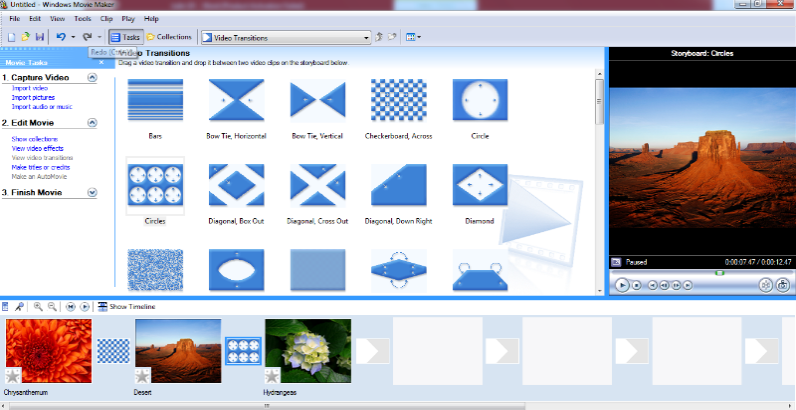 Untitled - Windows Movie Maker
File Edit View Tools Clip Play Help
Tasks Collections Video Transitions
Movie Tasks
Video Transitions
Drag a video transition and drop it between two video clips on the storyboard below.
1. Capture Video
Import video
Import pictures
Import audio or music
2. Edit Movie
Show collections
View video effects
View video transitions
Make titles or credits
Make an AutoMovie
3. Finish Movie
Bars
Bow Tie, Horizontal
Bow Tie, Vertical
Checkerboard, Across
Circle
Circles
Diagonal, Box Out
Diagonal, Cross Out
Diagonal, Down Right
Diamond
Storyboard: Circles
Paused 0:00:07.47 / 0:00:12.47
Show Timeline
Chrysanthemum
Desert
Hydrangeas